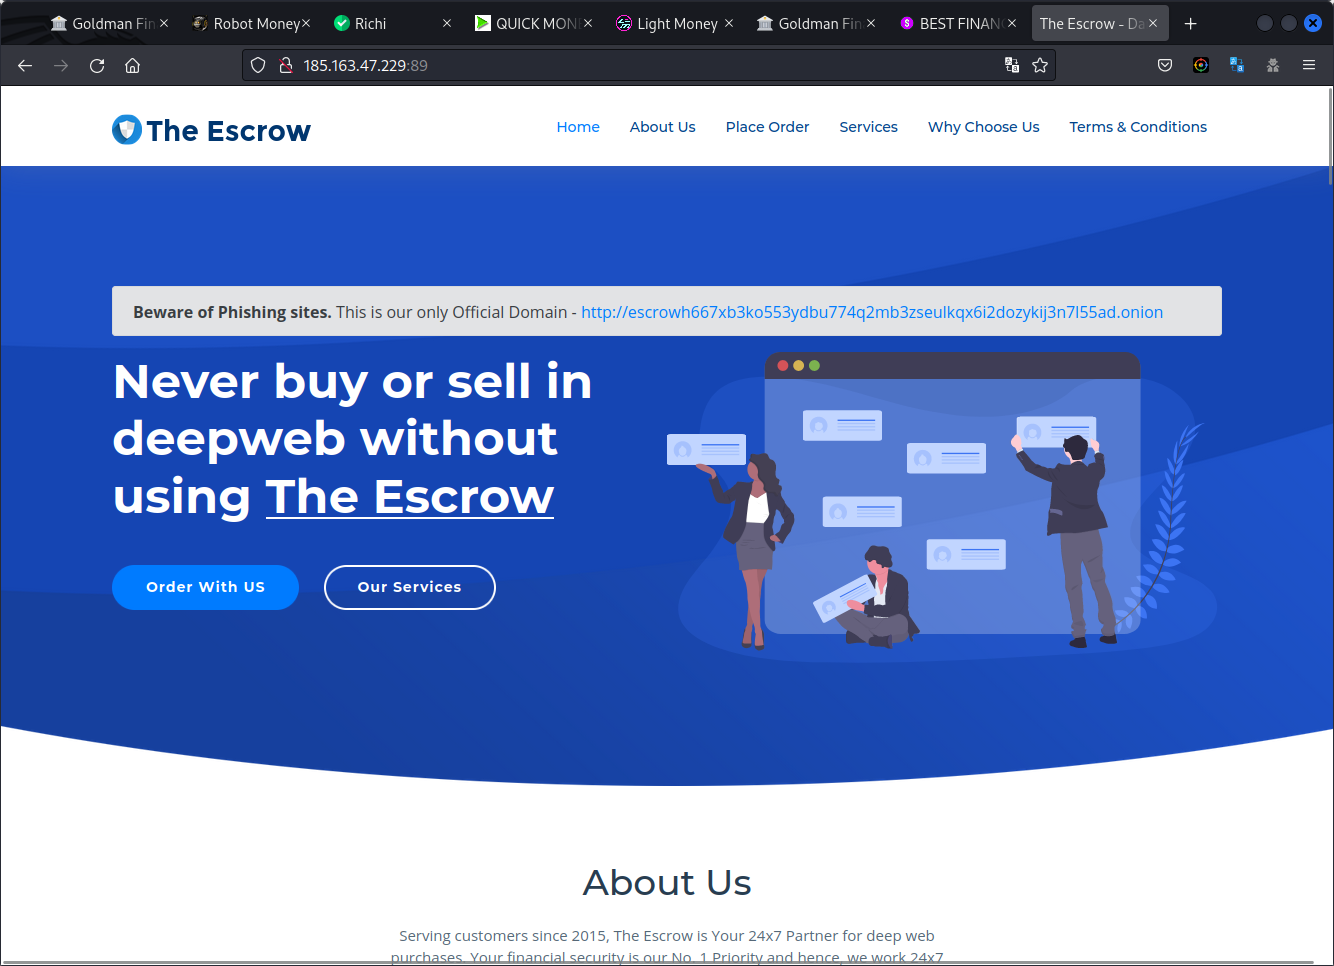 Goldman Fin
Robot Money
Richi
QUICK MON
Light Money
Goldman Fin
BEST FINAN
The Escrow - Da
185.163.47.229:89
The Escrow
Home
About Us
Place Order
Services
Why Choose Us
Terms & Conditions
Beware of Phishing sites. This is our only Official Domain - http://escrowh667xb3ko553ydbu774q2mb3zseulkqx6i2dozykij3n7l55ad.onion
Never buy or sell in
deepweb without
using The Escrow
Order With US
Our Services
About Us
Serving customers since 2015, The Escrow is Your 24x7 Partner for deep web
purchases. Your financial security is our No. 1 Priority and hence, we work 24x7